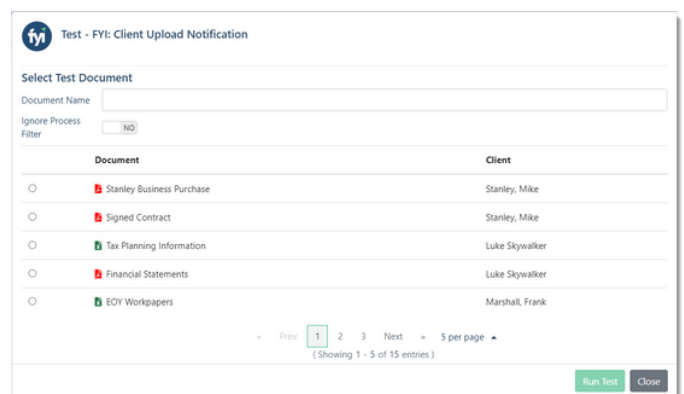 fyi Test - FYI: Client Upload Notification
Select Test Document
Document Name
Ignore Process
Filter
NO
Document Client
Stanley Business Purchase Stanley, Mike
Signed Contract Stanley, Mike
Tax Planning Information Luke Skywalker
Financial Statements Luke Skywalker
EOY Workpapers Marshall, Frank
« Prev 1 2 3 Next » 5 per page
( Showing 1 - 5 of 15 entries )
Run Test Close